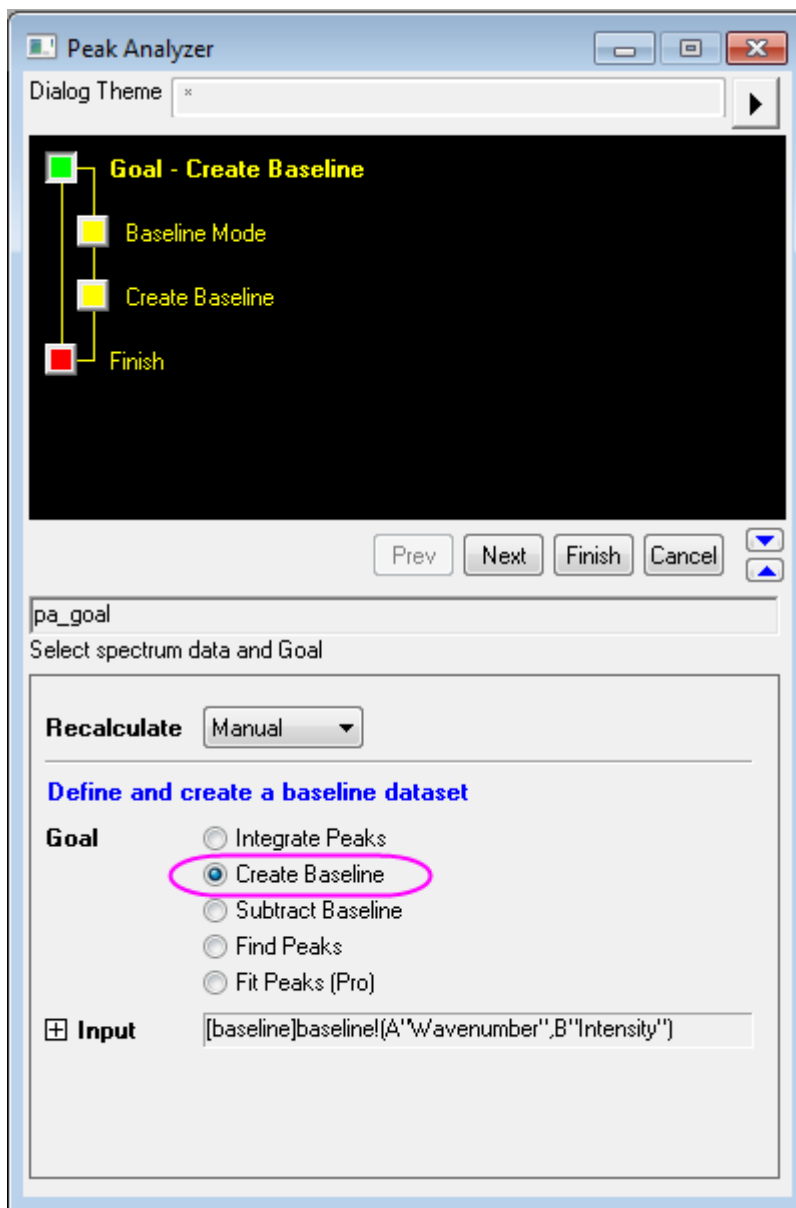 Peak Analyzer
Dialog Theme *
Goal - Create Baseline
Baseline Mode
Create Baseline
Finish
Prev Next Finish Cancel
pa_goal
Select spectrum data and Goal
Recalculate Manual
Define and create a baseline dataset
Goal Integrate Peaks
Create Baseline
Subtract Baseline
Find Peaks
Fit Peaks (Pro)
Input [baseline]baseline!(A"Wavenumber",B"Intensity")